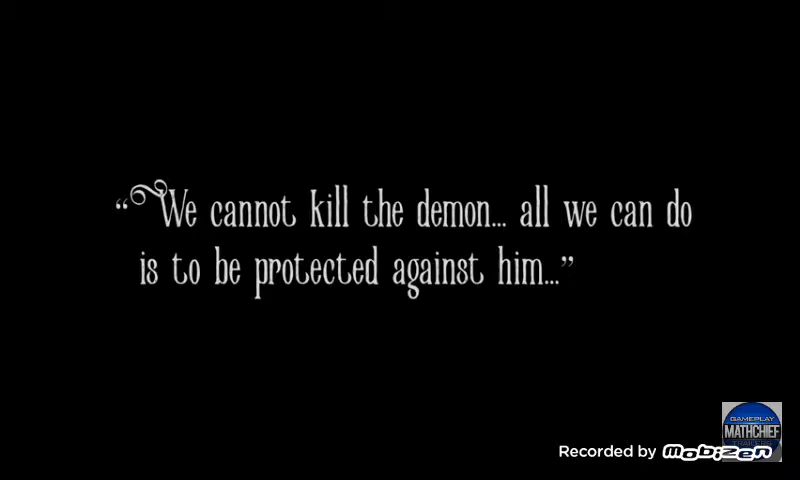 “We cannot kill the demon... all we can do
is to be protected against him...”
GAMEPLAY
MATHCHIEF
TRAILERS
Recorded by mobizen